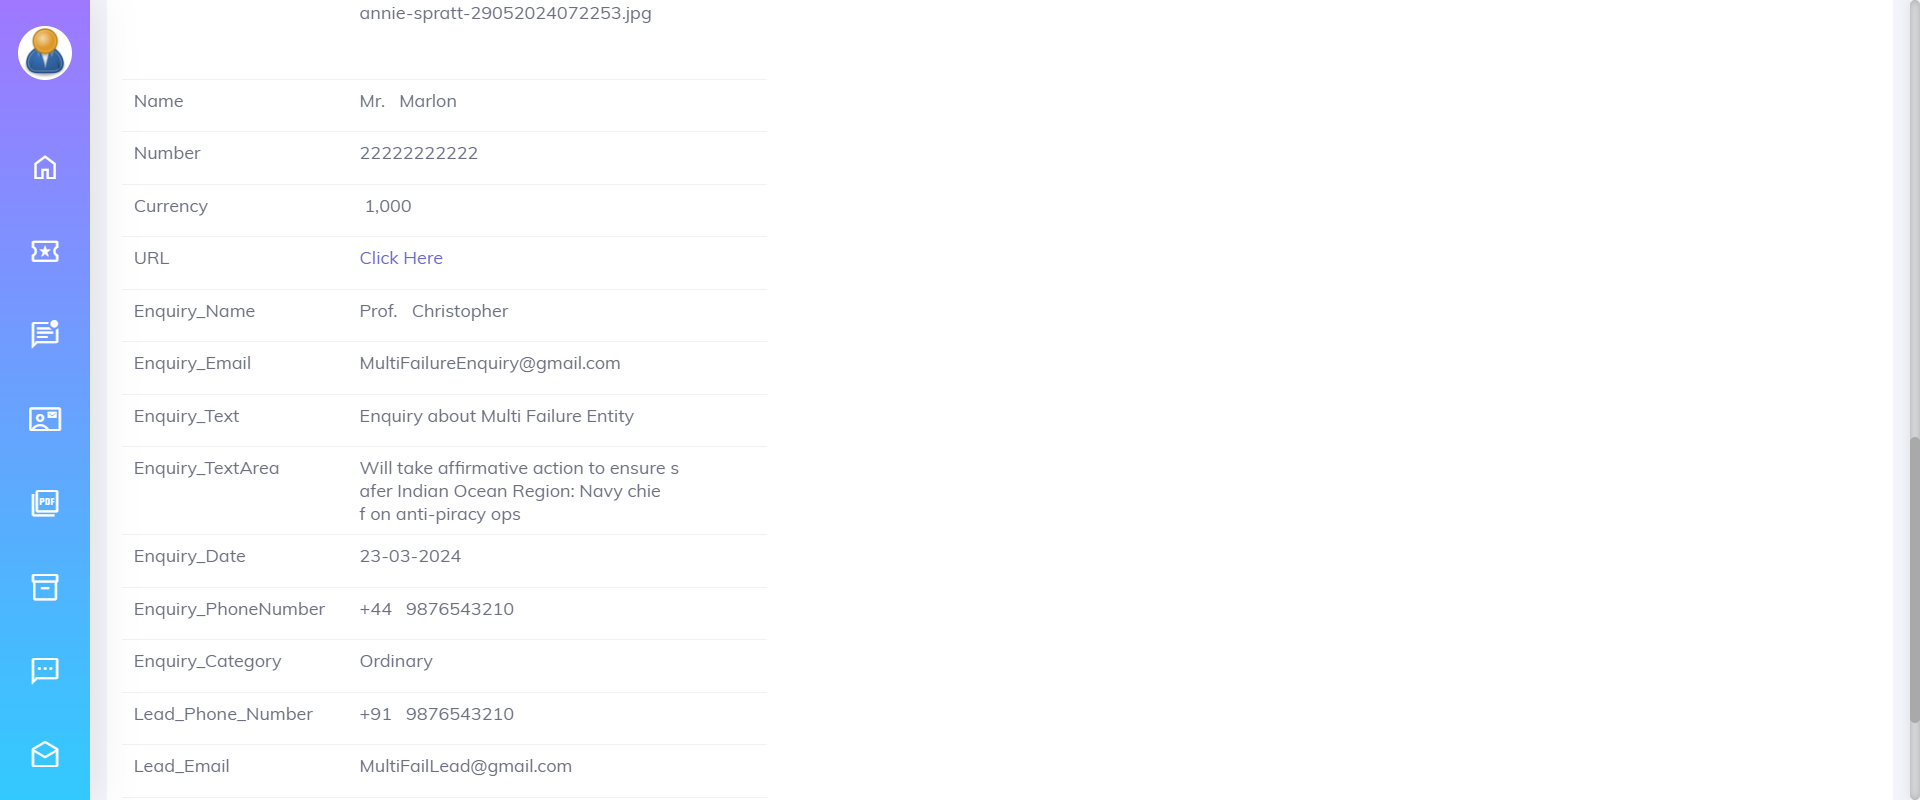 annie-spratt-29052024072253.jpg
Name Mr. Marlon
Number 22222222222
Currency 1,000
URL Click Here
Enquiry_Name Prof. Christopher
Enquiry_Email MultiFailureEnquiry@gmail.com
Enquiry_Text Enquiry about Multi Failure Entity
Enquiry_TextArea Will take affirmative action to ensure s
afer Indian Ocean Region: Navy chie
f on anti-piracy ops
Enquiry_Date 23-03-2024
Enquiry_PhoneNumber +44 9876543210
Enquiry_Category Ordinary
Lead_Phone_Number +91 9876543210
Lead_Email MultiFailLead@gmail.com
PDF